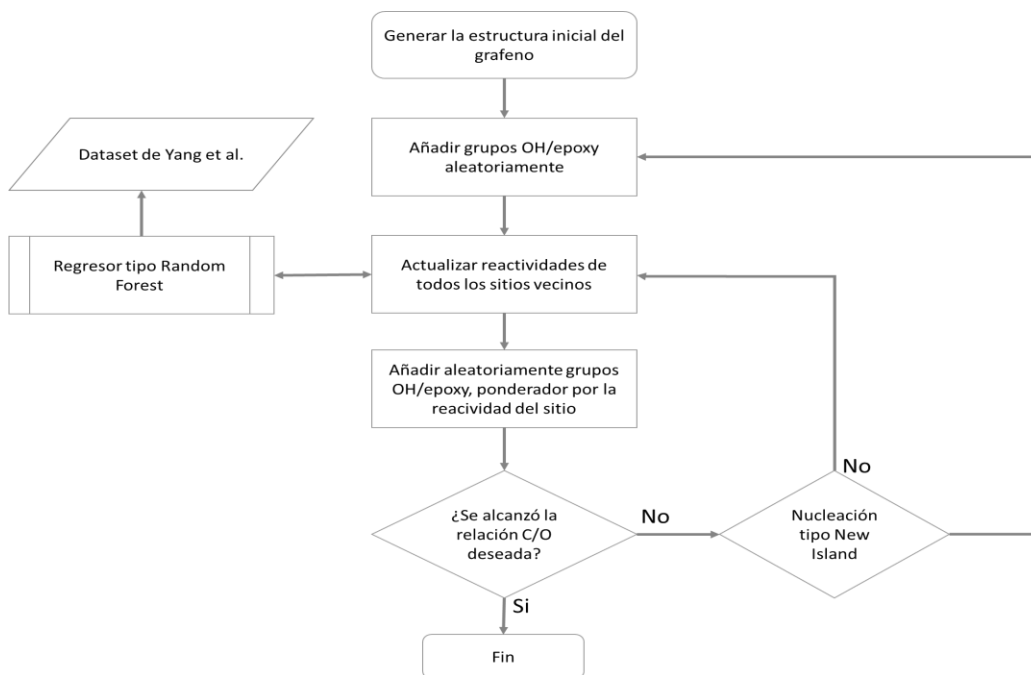 Generar la estructura inicial del
grafeno
Añadir grupos OH/epoxy
aleatoriamente
Dataset de Yang et al.
Regresor tipo Random
Forest
Actualizar reactividades de
todos los sitios vecinos
Añadir aleatoriamente grupos
OH/epoxy, ponderador por la
reacividad del sitio
¿Se alcanzó la
relación C/O
deseada?
No
Nucleación
tipo New
Island
No
Si
Fin